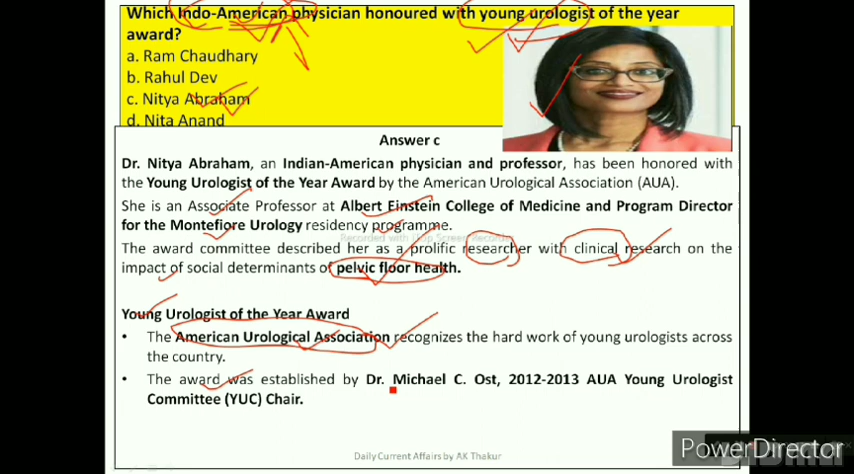 Which Indo-American physician honoured with young urologist of the year
award?
a. Ram Chaudhary
b. Rahul Dev
c. Nitya Abraham
d. Nita Anand
Answer c
Dr. Nitya Abraham, an Indian-American physician and professor, has been honored with
the Young Urologist of the Year Award by the American Urological Association (AUA).
She is an Associate Professor at Albert Einstein College of Medicine and Program Director
for the Montefiore Urology residency programme.
The award committee described her as a prolific researcher with clinical research on the
impact of social determinants of pelvic floor health.
Young Urologist of the Year Award
• The American Urological Association recognizes the hard work of young urologists across
the country.
• The award was established by Dr. Michael C. Ost, 2012-2013 AUA Young Urologist
Committee (YUC) Chair.
Daily Current Affairs by AK Thakur
PowerDirector